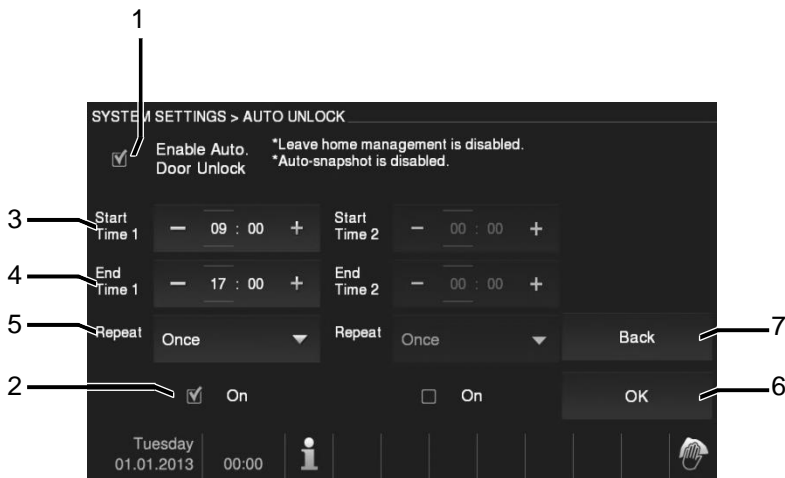 1
SYSTEM SETTINGS > AUTO UNLOCK
Enable Auto.
Door Unlock
*Leave home management is disabled.
*Auto-snapshot is disabled.
3
Start
Time 1
− 09 : 00 +
Start
Time 2
− 00 : 00 +
4
End
Time 1
− 17 : 00 +
End
Time 2
− 00 : 00 +
5
Repeat
Once
Repeat
Once
Back
7
2
On
On
OK
6
Tuesday
01.01.2013
00:00